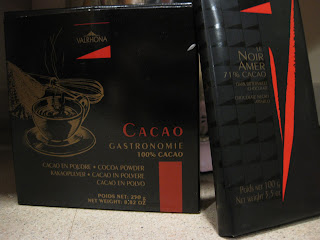 VALRHONA
CACAO
GASTRONOMIE
100% CACAO
CACAO EN POUDRE • COCOA POWDER
KAKAOPULVER • CACAO IN POLVERE
CACAO EN POLVO
POIDS NET: 250 g
NET WEIGHT: 8.82 OZ
LE
NOIR
AMER
71% CACAO
Poids net: 100 g
Net weight: 3.5 oz